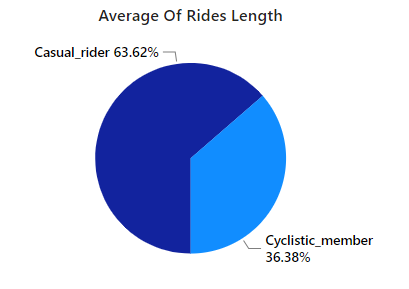 Average Of Rides Length
Casual_rider 63.62%
Cyclistic_member
36.38%